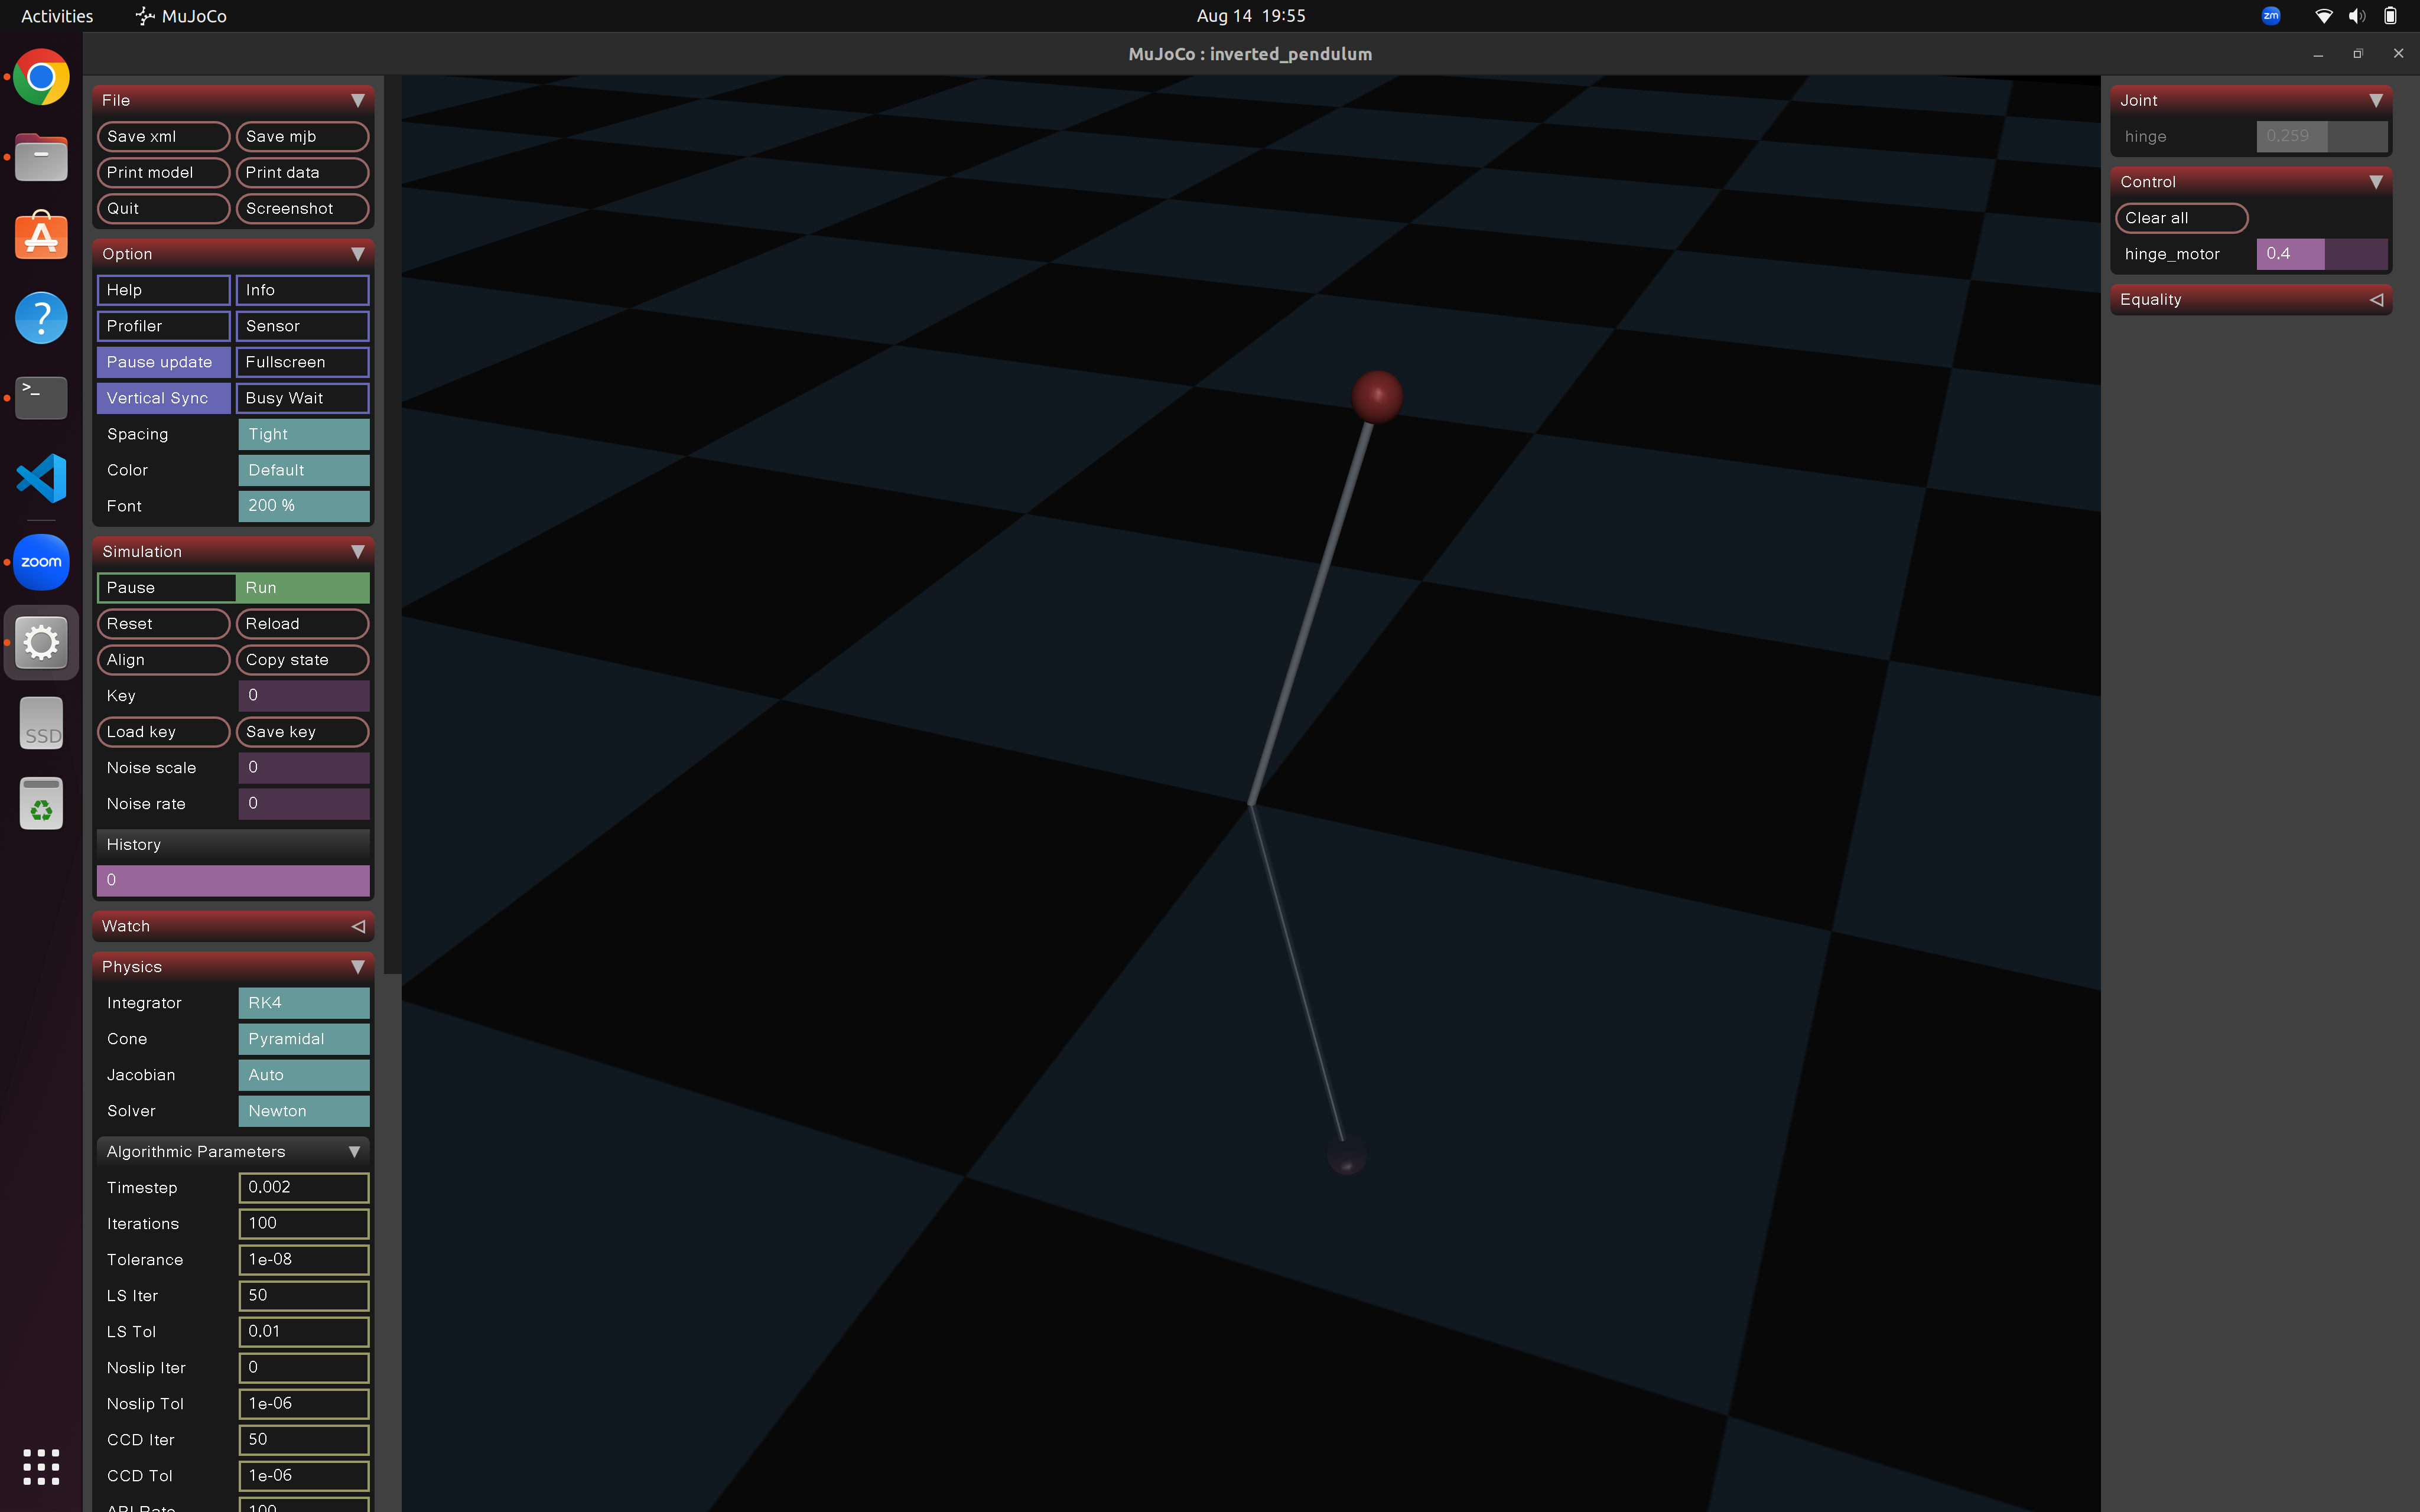 Activities MuJoCo Aug 14 19:55 zm
MuJoCo : inverted_pendulum
File
Save xml Save mjb
Print model Print data
Quit Screenshot
Option
Help Info
Profiler Sensor
Pause update Fullscreen
Vertical Sync Busy Wait
Spacing Tight
Color Default
Font 200 %
Simulation
Pause Run
Reset Reload
Align Copy state
Key 0
Load key Save key
Noise scale 0
Noise rate 0
History
0
Watch
Physics
Integrator RK4
Cone Pyramidal
Jacobian Auto
Solver Newton
Algorithmic Parameters
Timestep 0.002
Iterations 100
Tolerance 1e-08
LS Iter 50
LS Tol 0.01
Noslip Iter 0
Noslip Tol 1e-06
CCD Iter 50
CCD Tol 1e-06
API Rate 100
Joint
hinge 0.259
Control
Clear all
hinge_motor 0.4
Equality
zoom
SSD